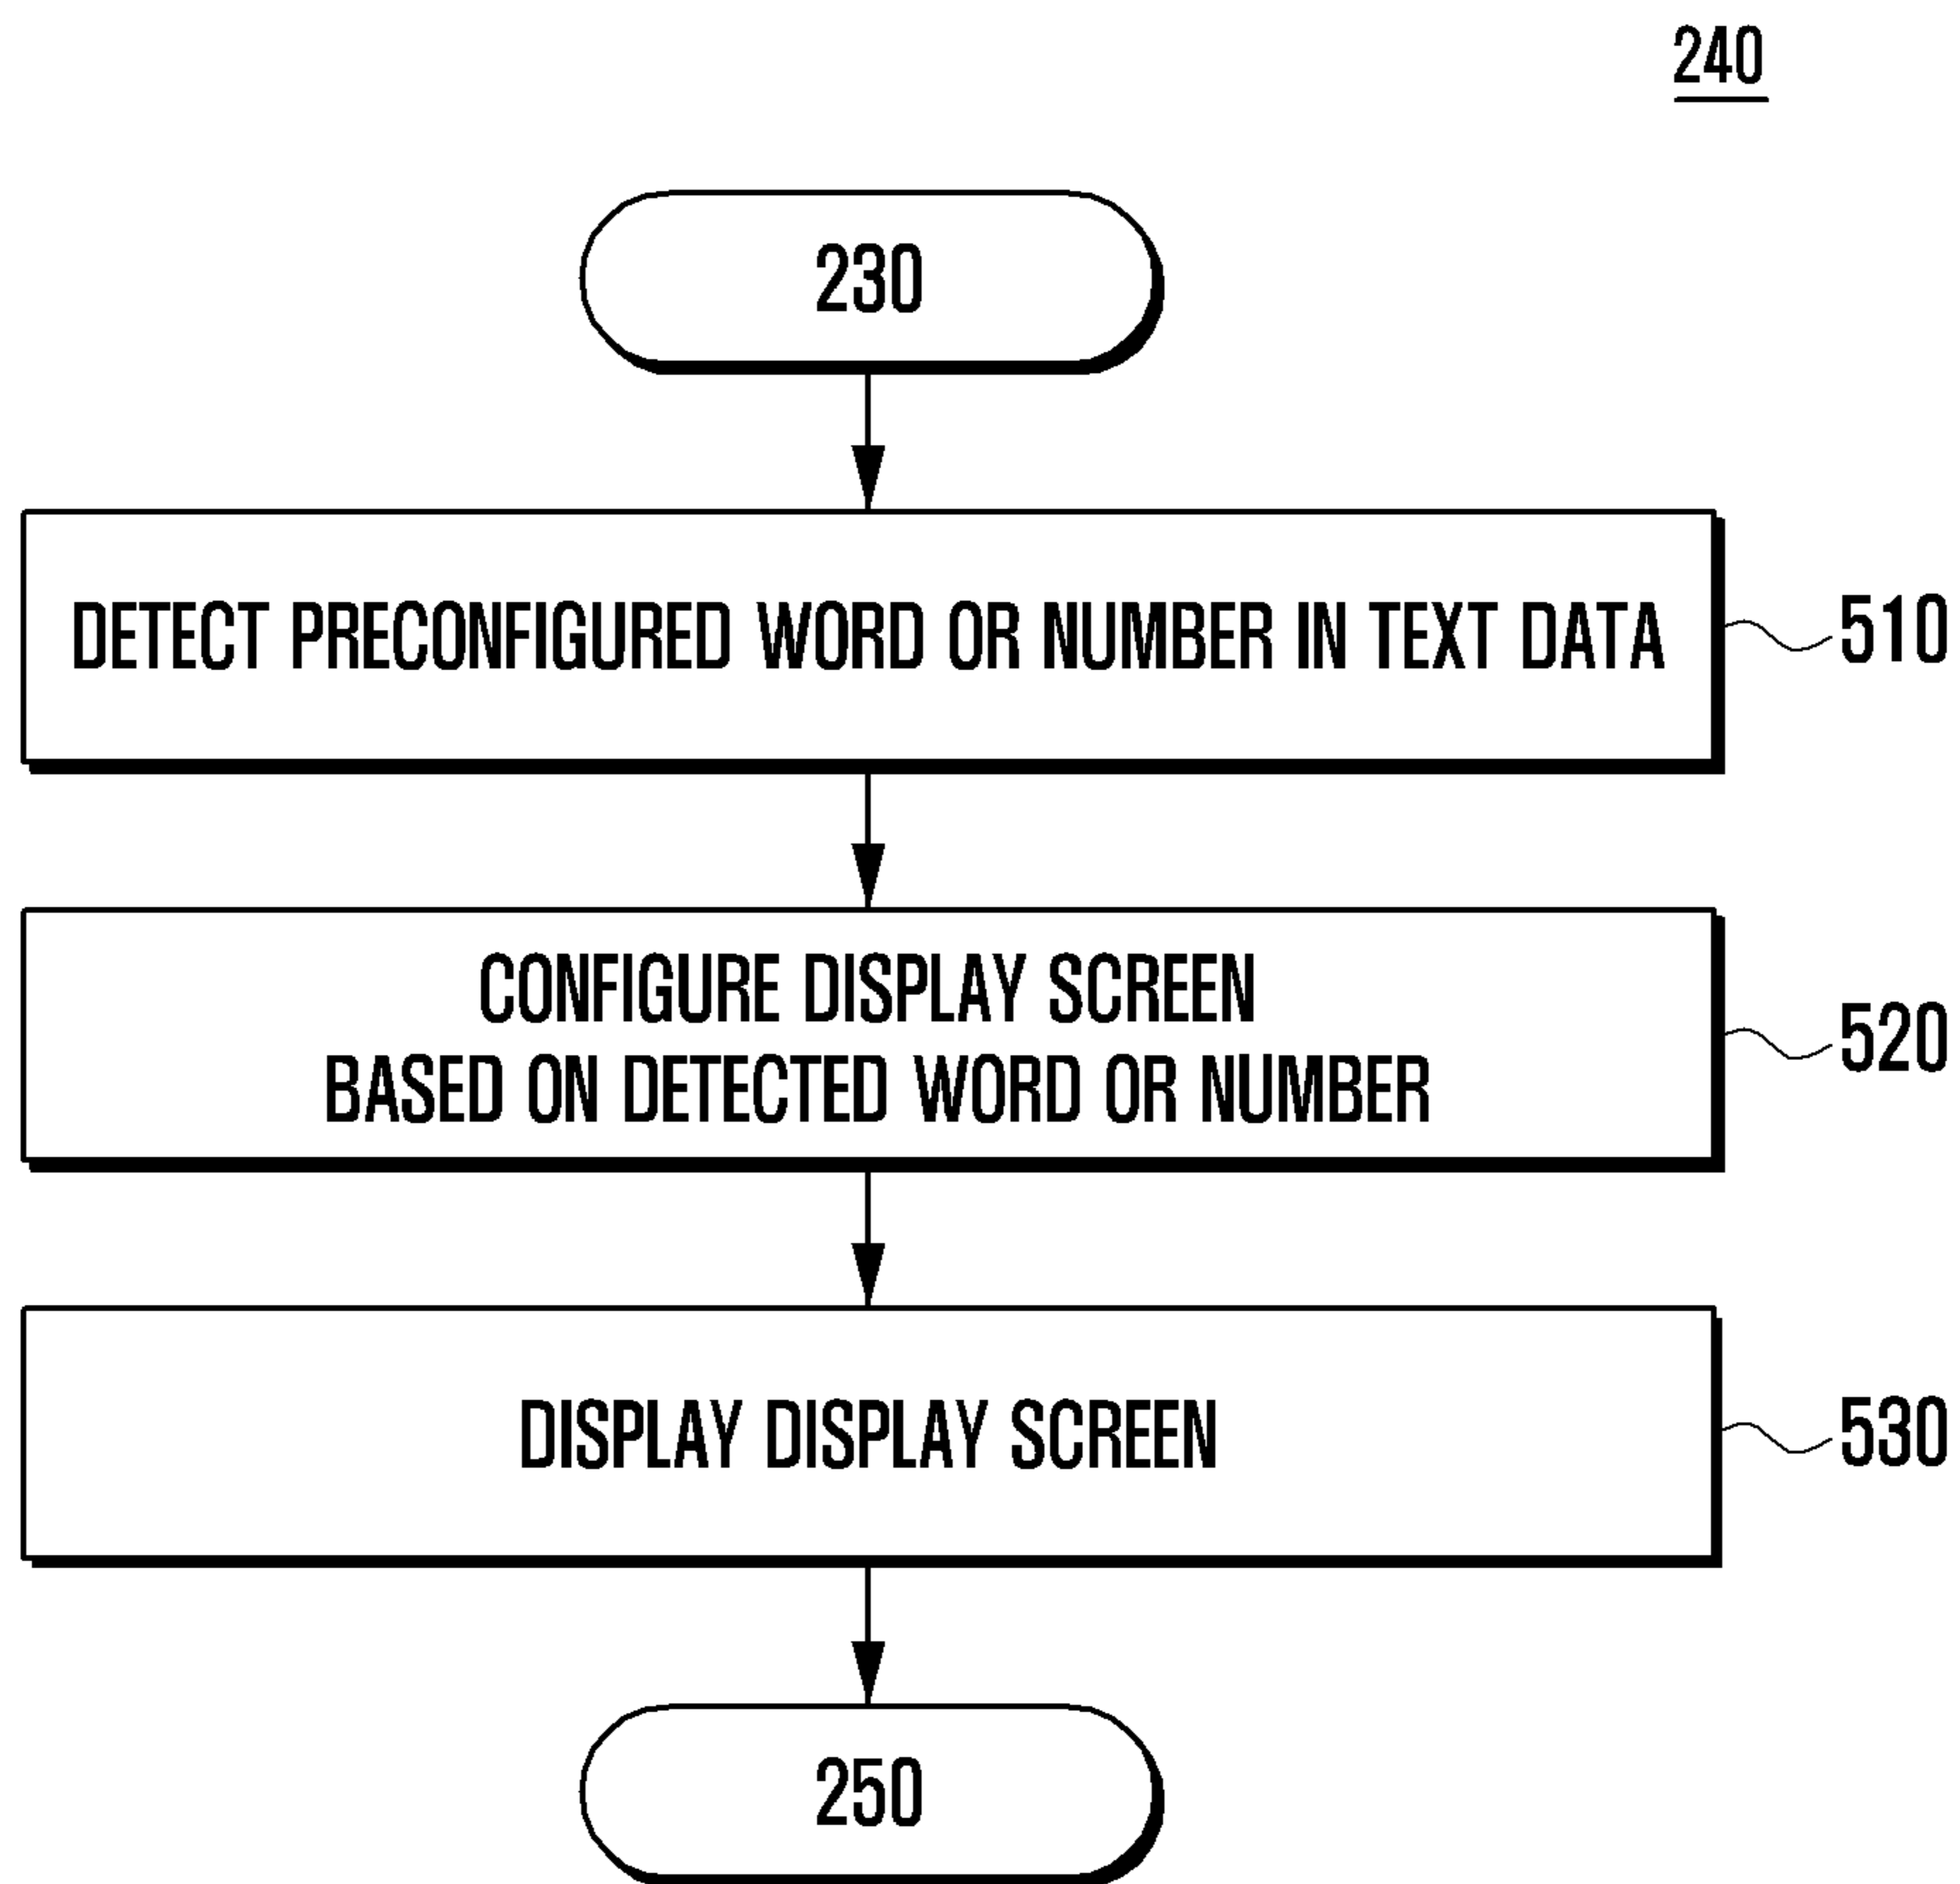 240
230
DETECT PRECONFIGURED WORD OR NUMBER IN TEXT DATA
510
CONFIGURE DISPLAY SCREEN
BASED ON DETECTED WORD OR NUMBER
520
DISPLAY DISPLAY SCREEN
530
250